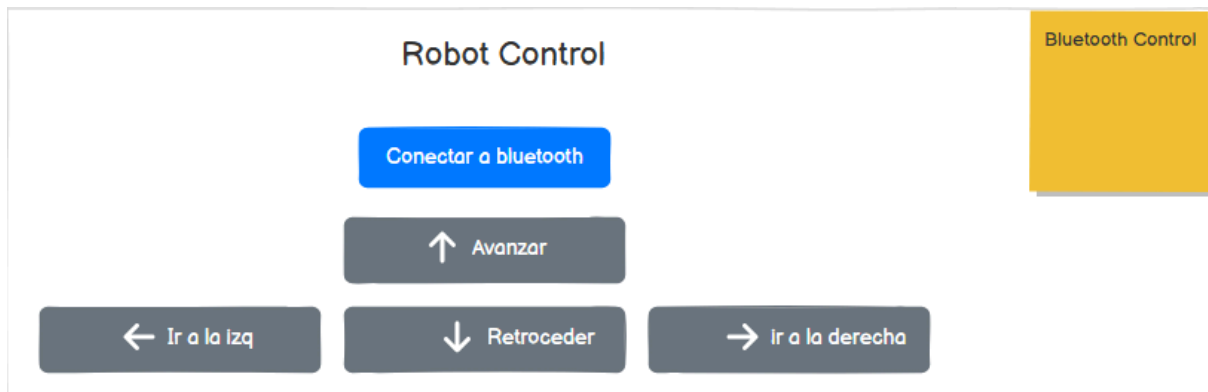 Robot Control
Bluetooth Control
Conectar a bluetooth
Avanzar
Ir a la izq
Retroceder
ir a la derecha